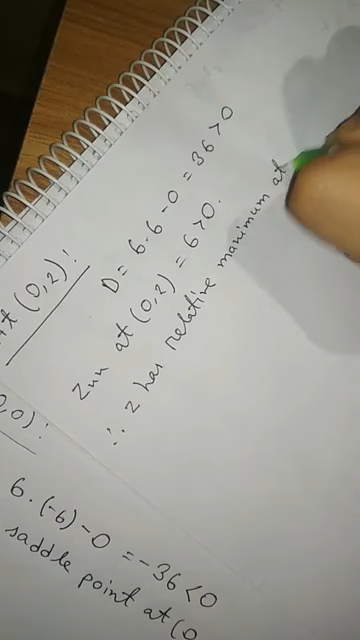 At (0,2):
D = 6.6-0 = 36 > 0
Zxx at (0,2) = 6 > 0.
∴ z has relative maximum at
0,0):
6. (-6) - 0 = -36 < 0
saddle point at (0